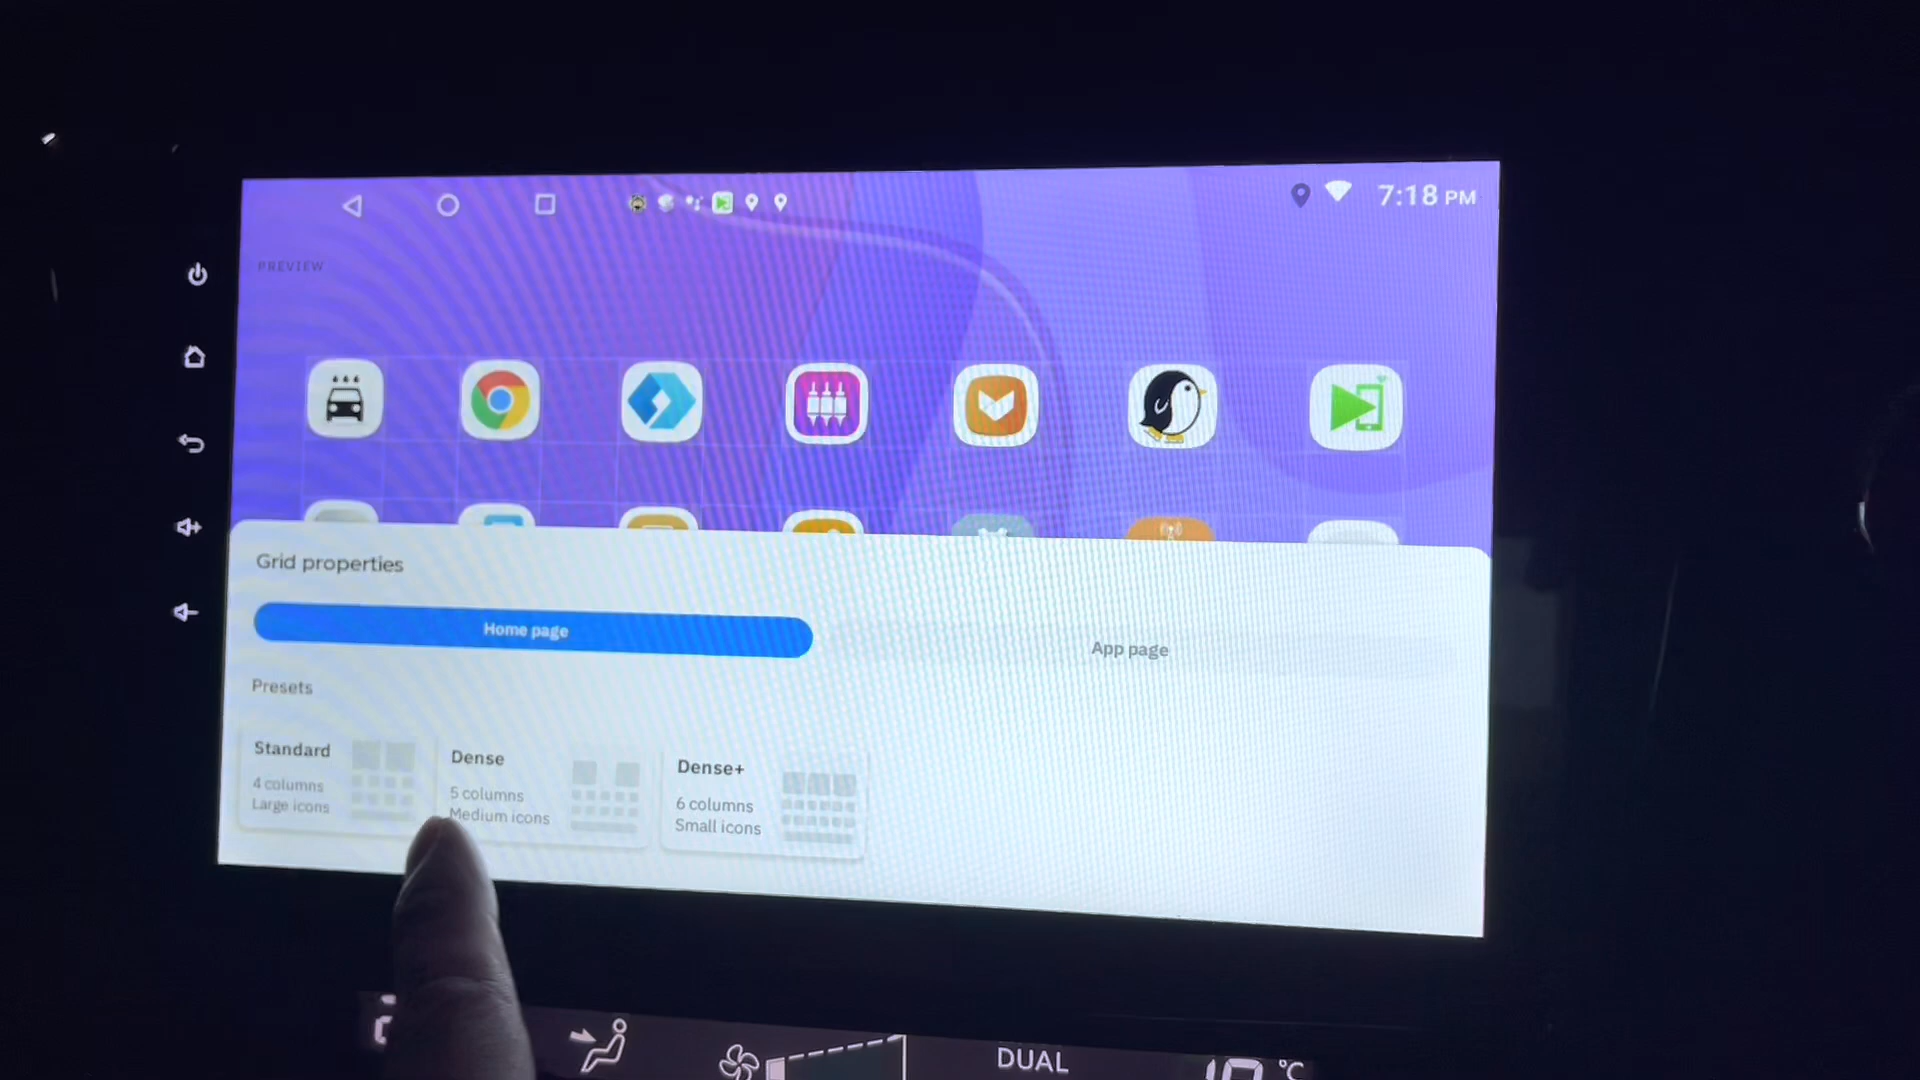 7:18 PM
PREVIEW
Grid properties
Home page
App page
Presets
Standard
4 columns
Large icons
Dense
5 columns
Medium icons
Dense+
6 columns
Small icons
DUAL
°C